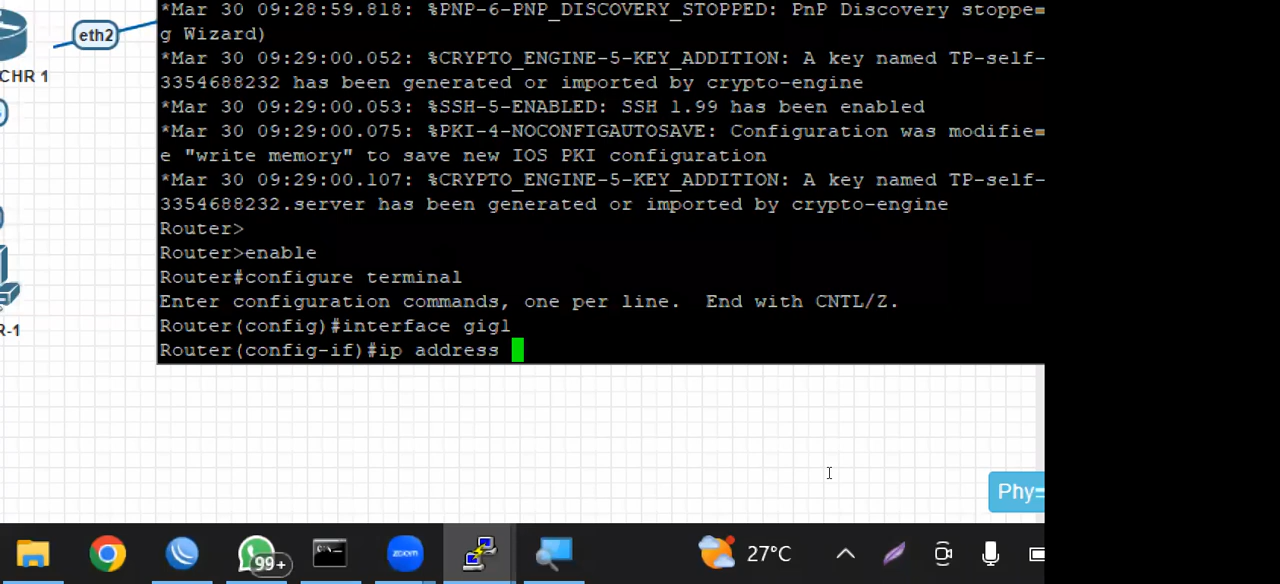 *Mar 30 09:28:59.818: %PNP-6-PNP_DISCOVERY_STOPPED: PnP Discovery stoppe
g Wizard)
*Mar 30 09:29:00.052: %CRYPTO_ENGINE-5-KEY_ADDITION: A key named TP-self-
3354688232 has been generated or imported by crypto-engine
*Mar 30 09:29:00.053: %SSH-5-ENABLED: SSH 1.99 has been enabled
*Mar 30 09:29:00.075: %PKI-4-NOCONFIGAUTOSAVE: Configuration was modifie
e "write memory" to save new IOS PKI configuration
*Mar 30 09:29:00.107: %CRYPTO_ENGINE-5-KEY_ADDITION: A key named TP-self-
3354688232.server has been generated or imported by crypto-engine
Router>
Router>enable
Router#configure terminal
Enter configuration commands, one per line.  End with CNTL/Z.
Router(config)#interface gig1
Router(config-if)#ip address
eth2
CHR 1
R-1
Phy
99+
zoom
27°C